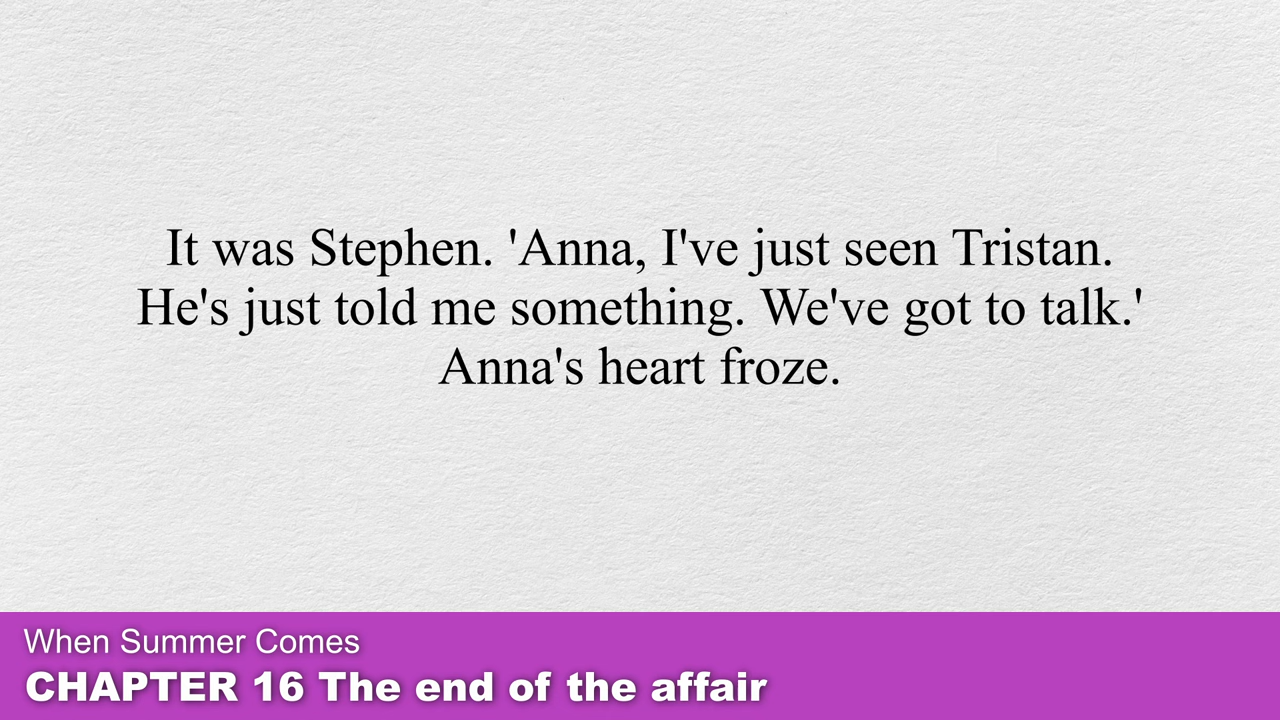 It was Stephen. 'Anna, I've just seen Tristan.
He's just told me something. We've got to talk.'
Anna's heart froze.
When Summer Comes
CHAPTER 16 The end of the affair